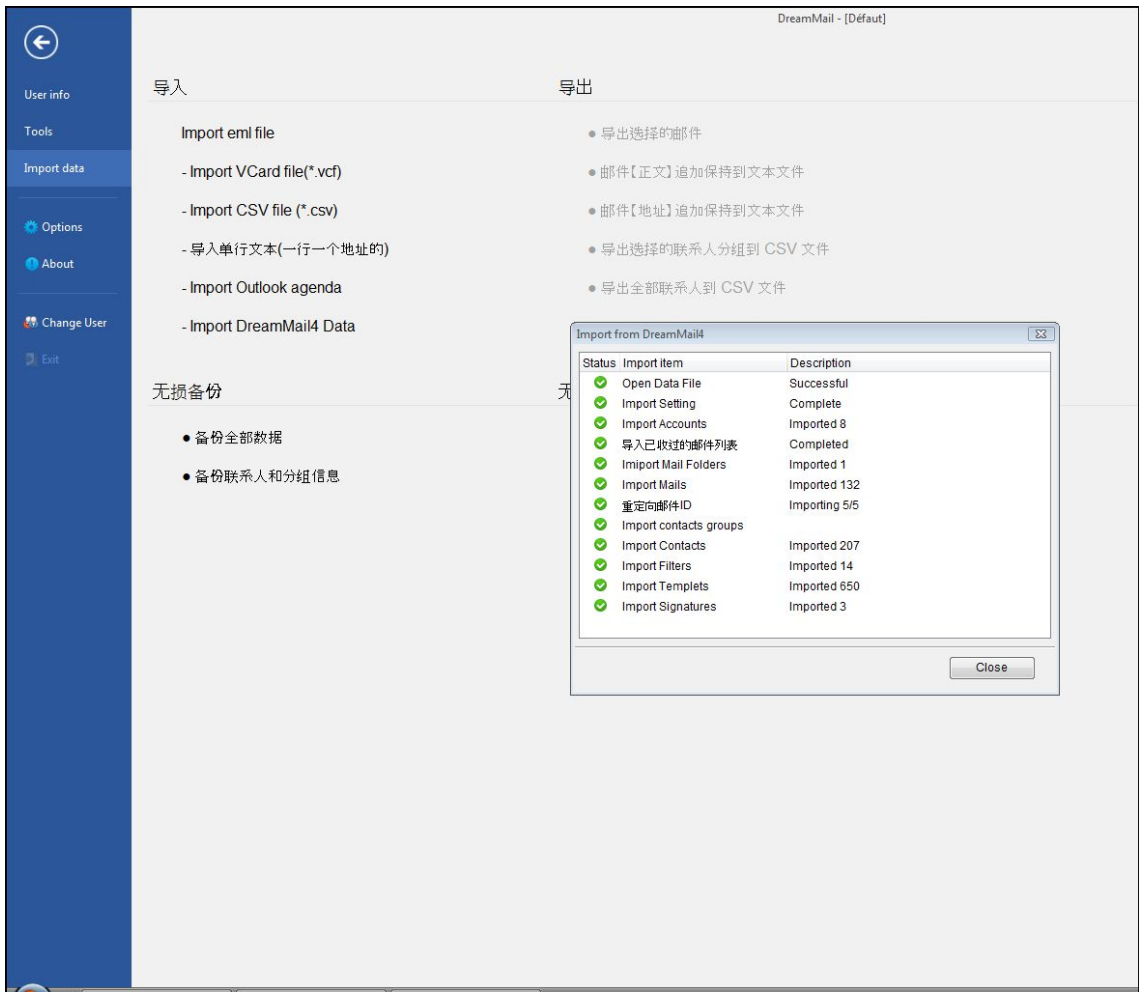 DreamMail - [Défaut]
User info
Tools
Import data
Options
About
Change User
Exit
导入
Import eml file
- Import VCard file(*.vcf)
- Import CSV file (*.csv)
- 导入单行文本(一行一个地址的)
- Import Outlook agenda
- Import DreamMail4 Data
导出
● 导出选择的邮件
● 邮件【正文】追加保持到文本文件
● 邮件【地址】追加保持到文本文件
● 导出选择的联系人分组到 CSV 文件
● 导出全部联系人到 CSV 文件
无损备份
● 备份全部数据
● 备份联系人和分组信息
无
Import from DreamMail4
Status Import item Description
Open Data File Successful
Import Setting Complete
Import Accounts Imported 8
导入已收过的邮件列表 Completed
Imiport Mail Folders Imported 1
Import Mails Imported 132
重定向邮件ID Importing 5/5
Import contacts groups
Import Contacts Imported 207
Import Filters Imported 14
Import Templets Imported 650
Import Signatures Imported 3
Close